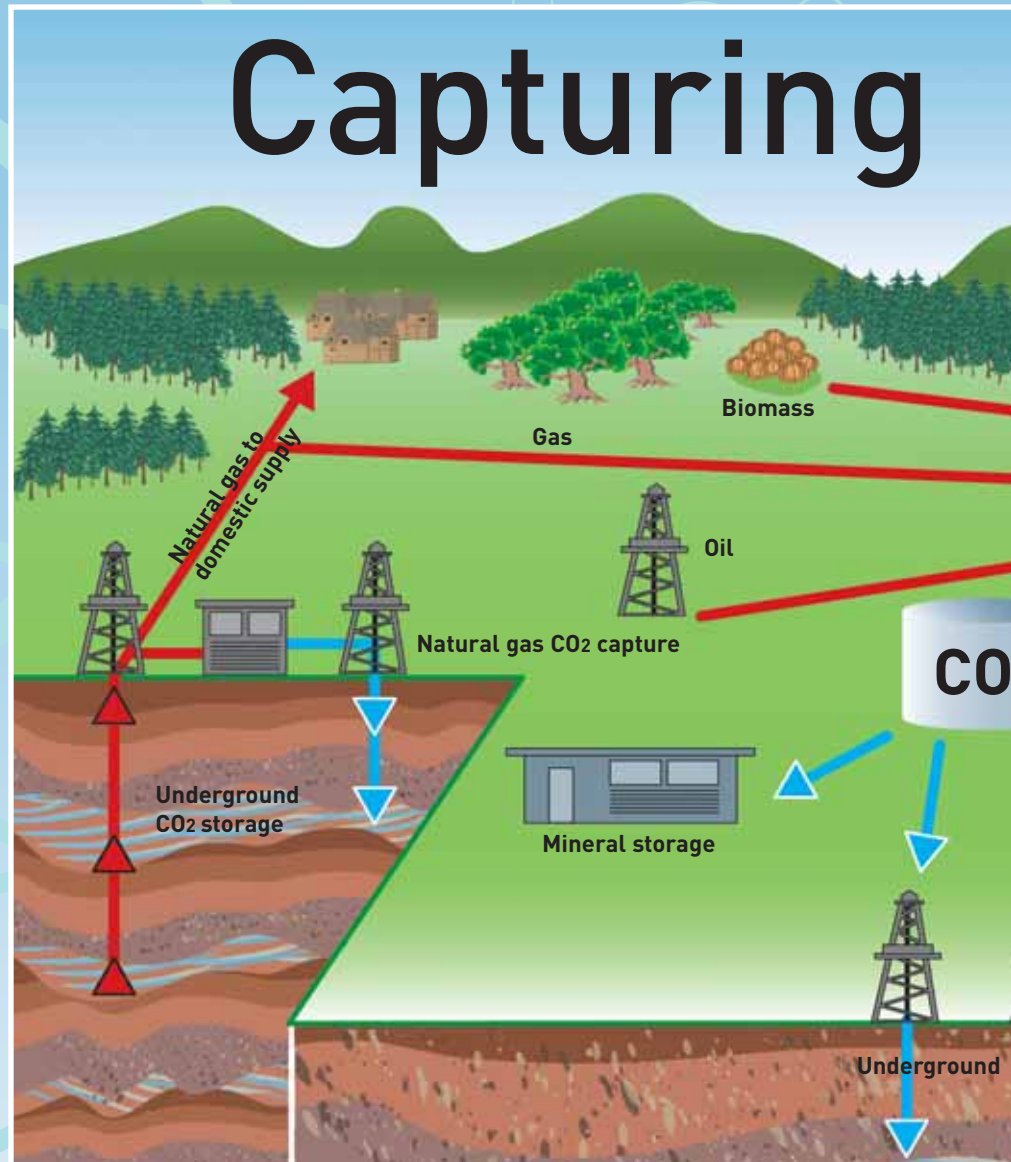 Capturing
Biomass
Gas
Natural gas to
domestic supply
Oil
Natural gas CO2 capture
CO
Underground
CO2 storage
Mineral storage
Underground